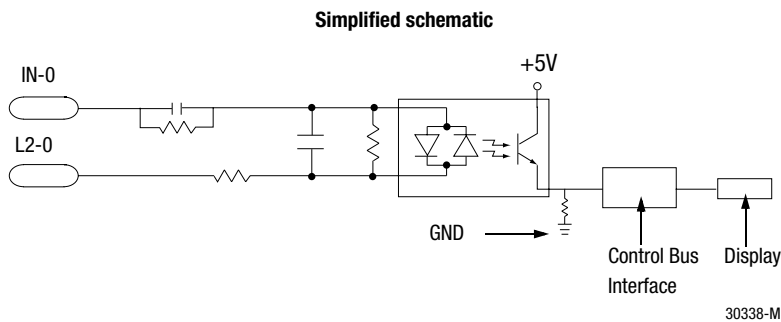 Simplified schematic
+5V
IN-0
L2-0
GND
Control Bus
Interface
Display
30338-M